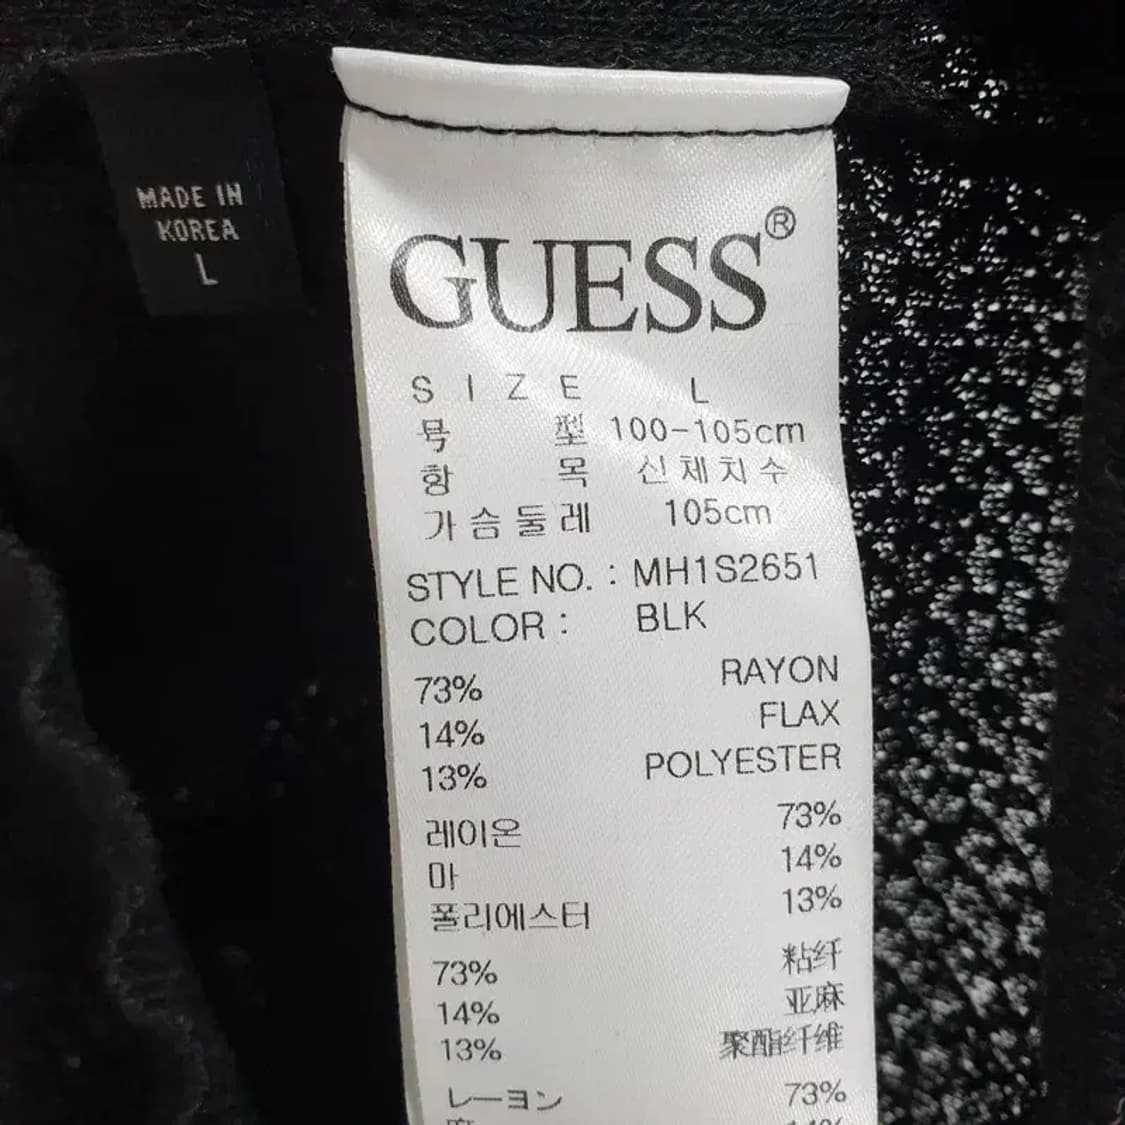 MADE IN
KOREA
L
GUESS®
SIZE L
호형 100-105cm
항목 신체치수
가슴둘레 105cm
STYLE NO. : MH1S2651
COLOR : BLK
73% RAYON
14% FLAX
13% POLYESTER
레이온 73%
마 14%
폴리에스터 13%
73% 粘纤
14% 亚麻
13% 聚酯纤维
レーヨン 73%